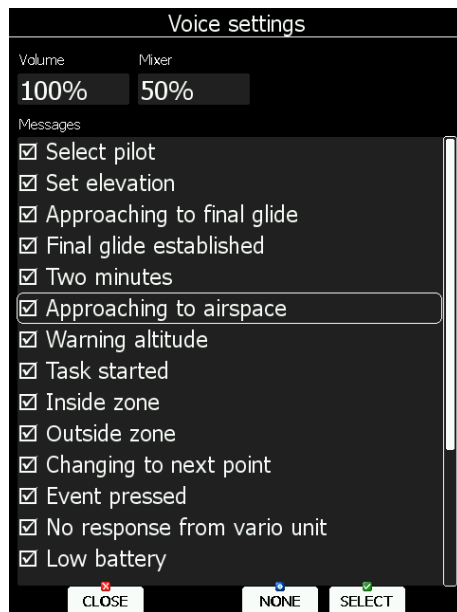 Voice settings
Volume Mixer
100% 50%
Messages
Select pilot
Set elevation
Approaching to final glide
Final glide established
Two minutes
Approaching to airspace
Warning altitude
Task started
Inside zone
Outside zone
Changing to next point
Event pressed
No response from vario unit
Low battery
CLOSE NONE SELECT